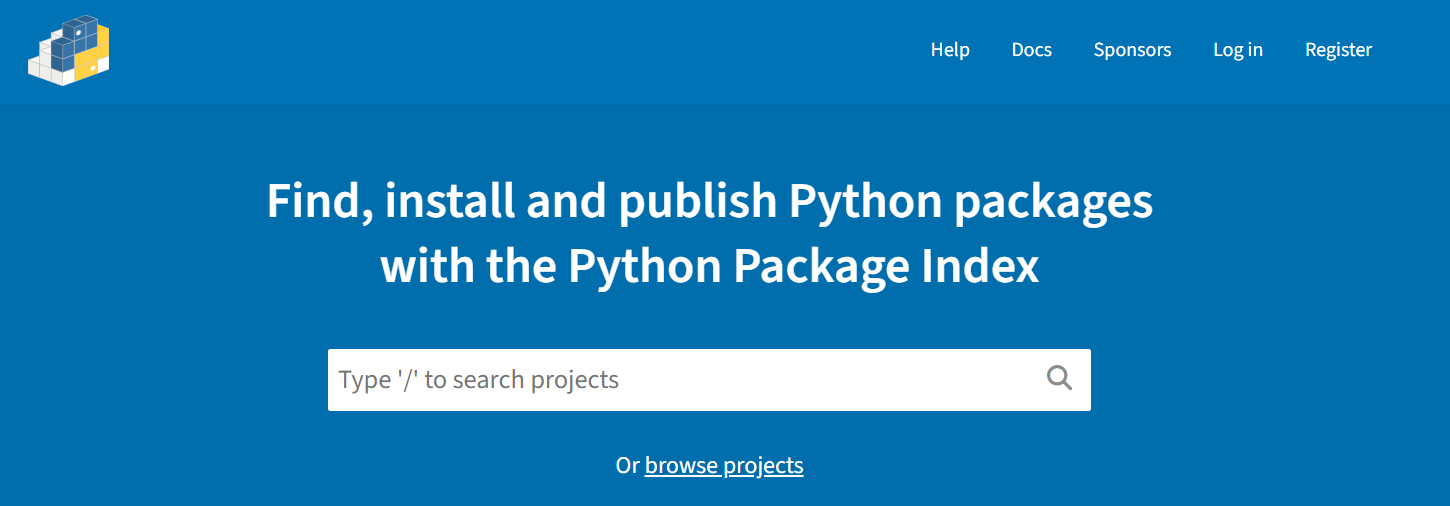 Help Docs Sponsors Log in Register
Find, install and publish Python packages
with the Python Package Index
Type '/' to search projects
Or browse projects